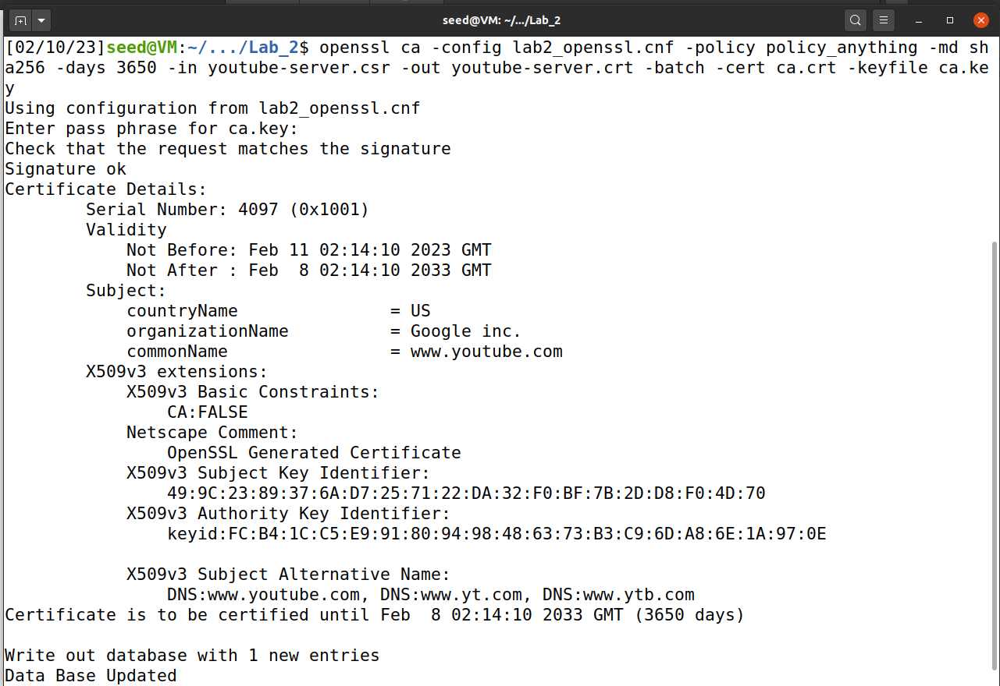 seed@VM: ~/.../Lab_2
[02/10/23]seed@VM:~/.../Lab_2$ openssl ca -config lab2_openssl.cnf -policy policy_anything -md sh
a256 -days 3650 -in youtube-server.csr -out youtube-server.crt -batch -cert ca.crt -keyfile ca.ke
y
Using configuration from lab2_openssl.cnf
Enter pass phrase for ca.key:
Check that the request matches the signature
Signature ok
Certificate Details:
        Serial Number: 4097 (0x1001)
        Validity
            Not Before: Feb 11 02:14:10 2023 GMT
            Not After : Feb  8 02:14:10 2033 GMT
        Subject:
            countryName               = US
            organizationName          = Google inc.
            commonName                = www.youtube.com
        X509v3 extensions:
            X509v3 Basic Constraints:
                CA:FALSE
            Netscape Comment:
                OpenSSL Generated Certificate
            X509v3 Subject Key Identifier:
                49:9C:23:89:37:6A:D7:25:71:22:DA:32:F0:BF:7B:2D:D8:F0:4D:70
            X509v3 Authority Key Identifier:
                keyid:FC:B4:1C:C5:E9:91:80:94:98:48:63:73:B3:C9:6D:A8:6E:1A:97:0E

            X509v3 Subject Alternative Name:
                DNS:www.youtube.com, DNS:www.yt.com, DNS:www.ytb.com
Certificate is to be certified until Feb  8 02:14:10 2033 GMT (3650 days)

Write out database with 1 new entries
Data Base Updated